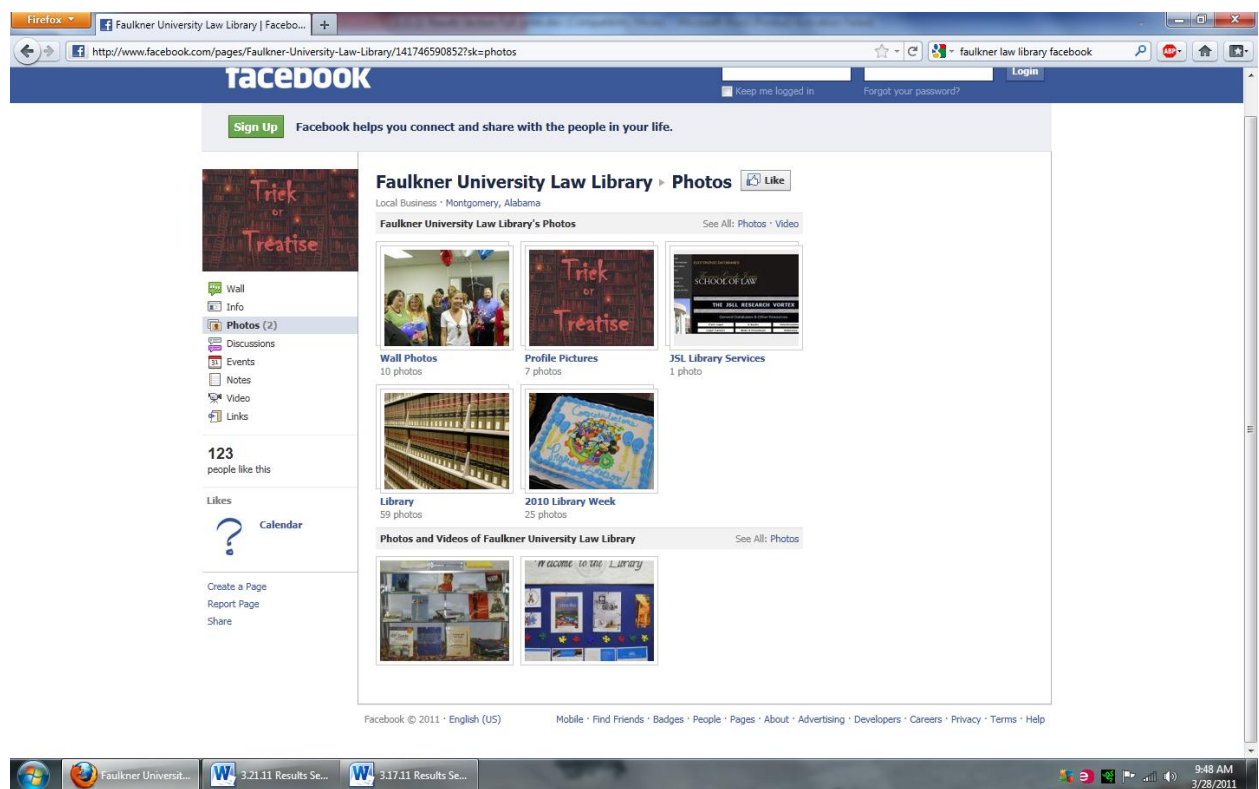 Firefox
Faulkner University Law Library | Facebo...
http://www.facebook.com/pages/Faulkner-University-Law-Library/141746590852?sk=photos
faulkner law library facebook
ABP
facebook
Login
Keep me logged in
Forgot your password?
Sign Up
Facebook helps you connect and share with the people in your life.
Trick
or
Treatise
Wall
Info
Photos (2)
Discussions
31
Events
Notes
Video
Links
123
people like this
Likes
?
Calendar
Create a Page
Report Page
Share
Faulkner University Law Library ▸ Photos
Like
Local Business · Montgomery, Alabama
Faulkner University Law Library's Photos
See All: Photos · Video
Trick
or
Treatise
SCHOOL OF LAW
THE JSLL RESEARCH VORTEX
Wall Photos
10 photos
Profile Pictures
7 photos
JSL Library Services
1 photo
Congratulations
Library
59 photos
2010 Library Week
25 photos
Photos and Videos of Faulkner University Law Library
See All: Photos
Welcome to the Library
Facebook © 2011 · English (US)
Mobile · Find Friends · Badges · People · Pages · About · Advertising · Developers · Careers · Privacy · Terms · Help
Faulkner Universit...
3.21.11 Results Se...
3.17.11 Results Se...
9:48 AM
3/28/2011